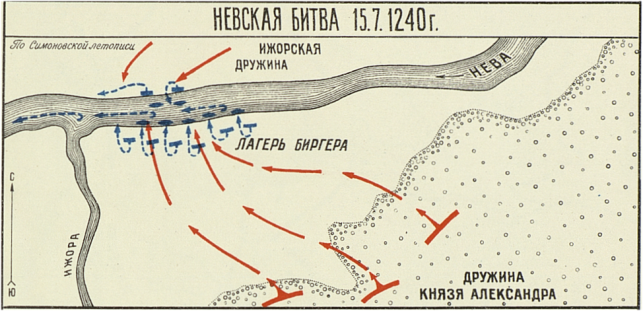 НЕВСКАЯ БИТВА 15.7.1240 г.
По Симоновской летописи
ИЖОРСКАЯ
ДРУЖИНА
НЕВА
ЛАГЕРЬ БИРГЕРА
С
Ю
ИЖОРА
ДРУЖИНА
КНЯЗЯ АЛЕКСАНДРА